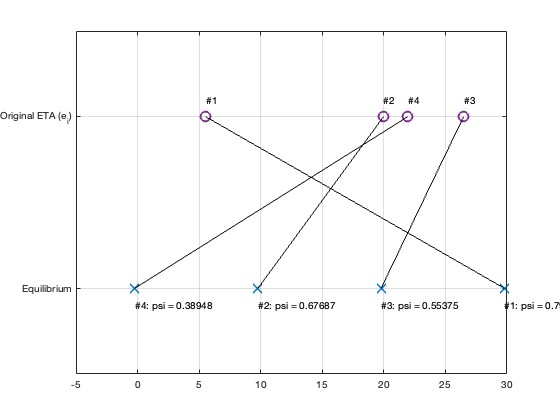 #1 #2 #4 #3
Original ETA (e_i)
Equilibrium
#4: psi = 0.38948 #2: psi = 0.67687 #3: psi = 0.55375 #1: psi = 0.7
-5 0 5 10 15 20 25 30